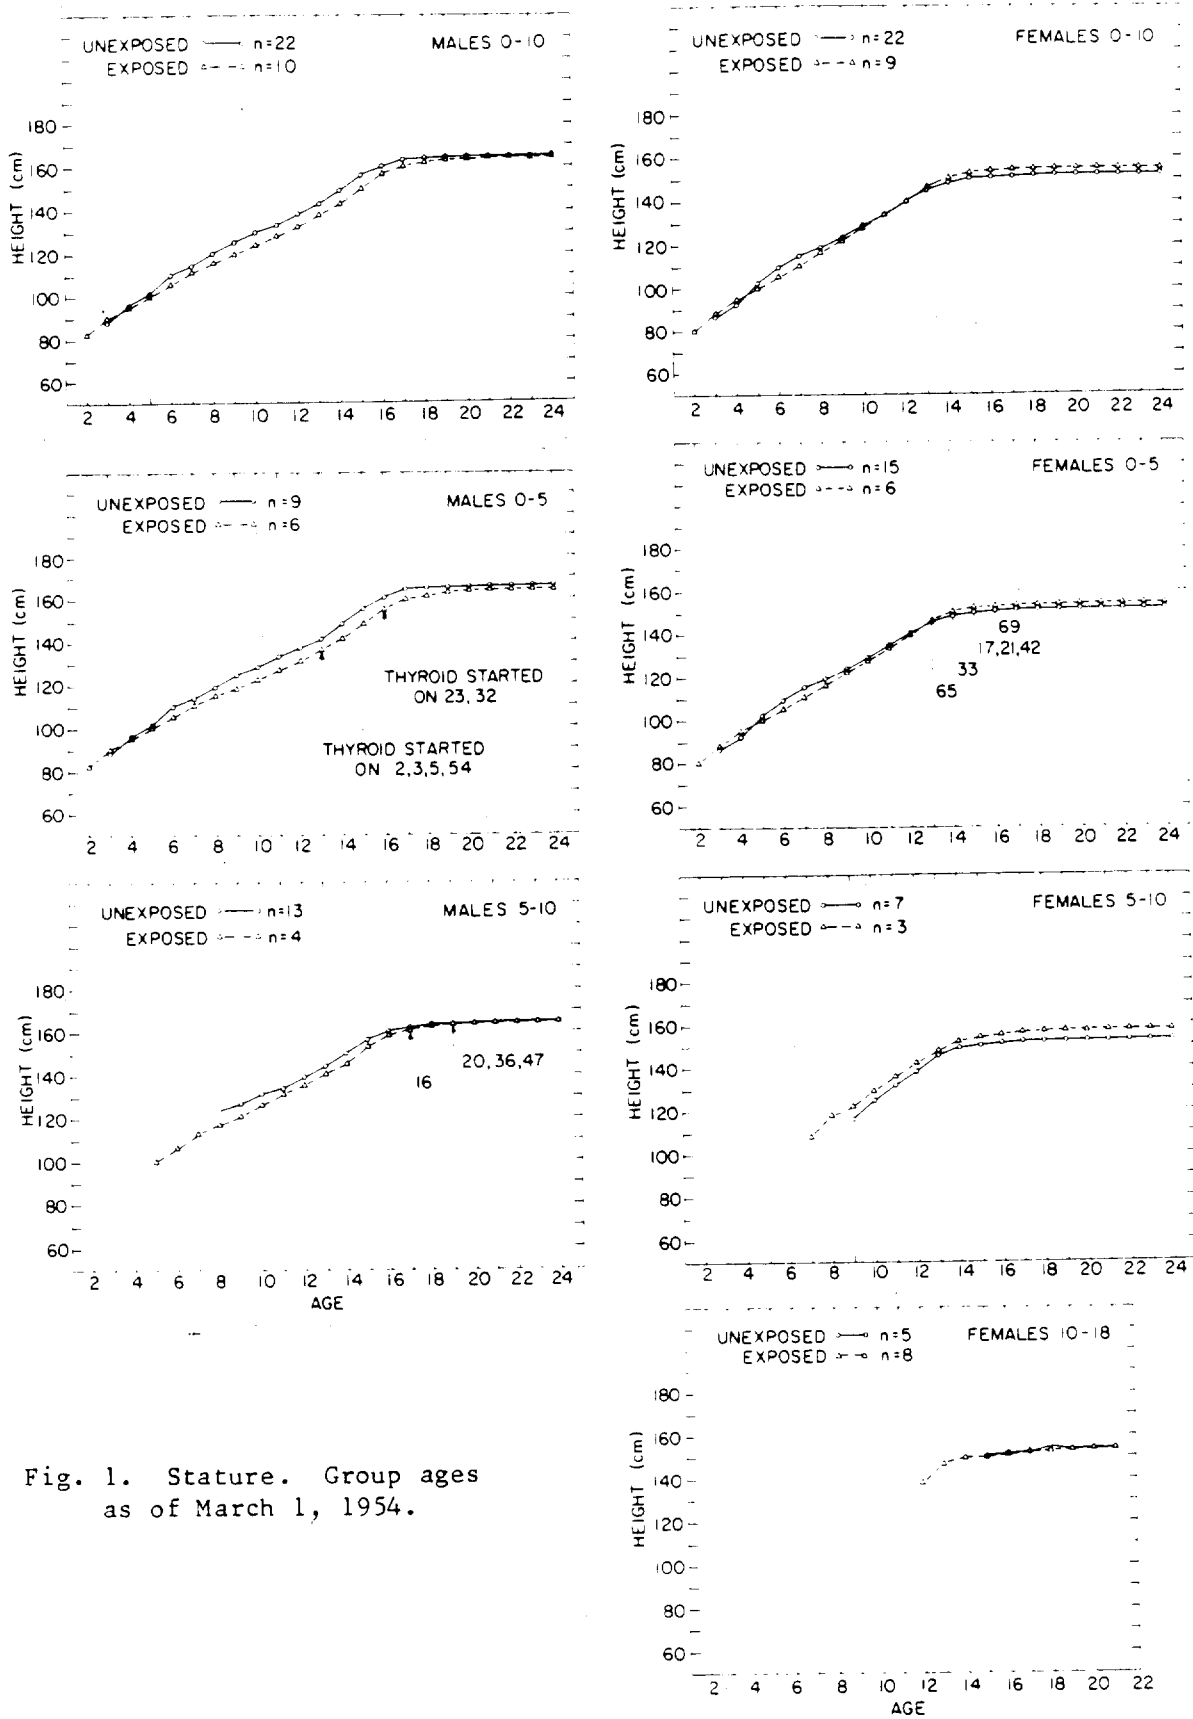 UNEXPOSED n=22 MALES 0-10
EXPOSED n=10
180
160
140
120
100
80
60
HEIGHT (cm)
2 4 6 8 10 12 14 16 18 20 22 24
UNEXPOSED n=22 FEMALES 0-10
EXPOSED n=9
180
160
140
120
100
80
60
HEIGHT (cm)
2 4 6 8 10 12 14 16 18 20 22 24
UNEXPOSED n=9 MALES 0-5
EXPOSED n=6
180
160
140
120
100
80
60
HEIGHT (cm)
THYROID STARTED
ON 23, 32
THYROID STARTED
ON 2,3,5,54
2 4 6 8 10 12 14 16 18 20 22 24
UNEXPOSED n=15 FEMALES 0-5
EXPOSED n=6
180
160
140
120
100
80
60
HEIGHT (cm)
69
17,21,42
33
65
2 4 6 8 10 12 14 16 18 20 22 24
UNEXPOSED n=13 MALES 5-10
EXPOSED n=4
180
160
140
120
100
80
60
HEIGHT (cm)
20,36,47
16
2 4 6 8 10 12 14 16 18 20 22 24
AGE
UNEXPOSED n=7 FEMALES 5-10
EXPOSED n=3
180
160
140
120
100
80
60
HEIGHT (cm)
2 4 6 8 10 12 14 16 18 20 22 24
UNEXPOSED n=5 FEMALES 10-18
EXPOSED n=8
180
160
140
120
100
80
60
HEIGHT (cm)
2 4 6 8 10 12 14 16 18 20 22
AGE
Fig. 1. Stature. Group ages
as of March 1, 1954.